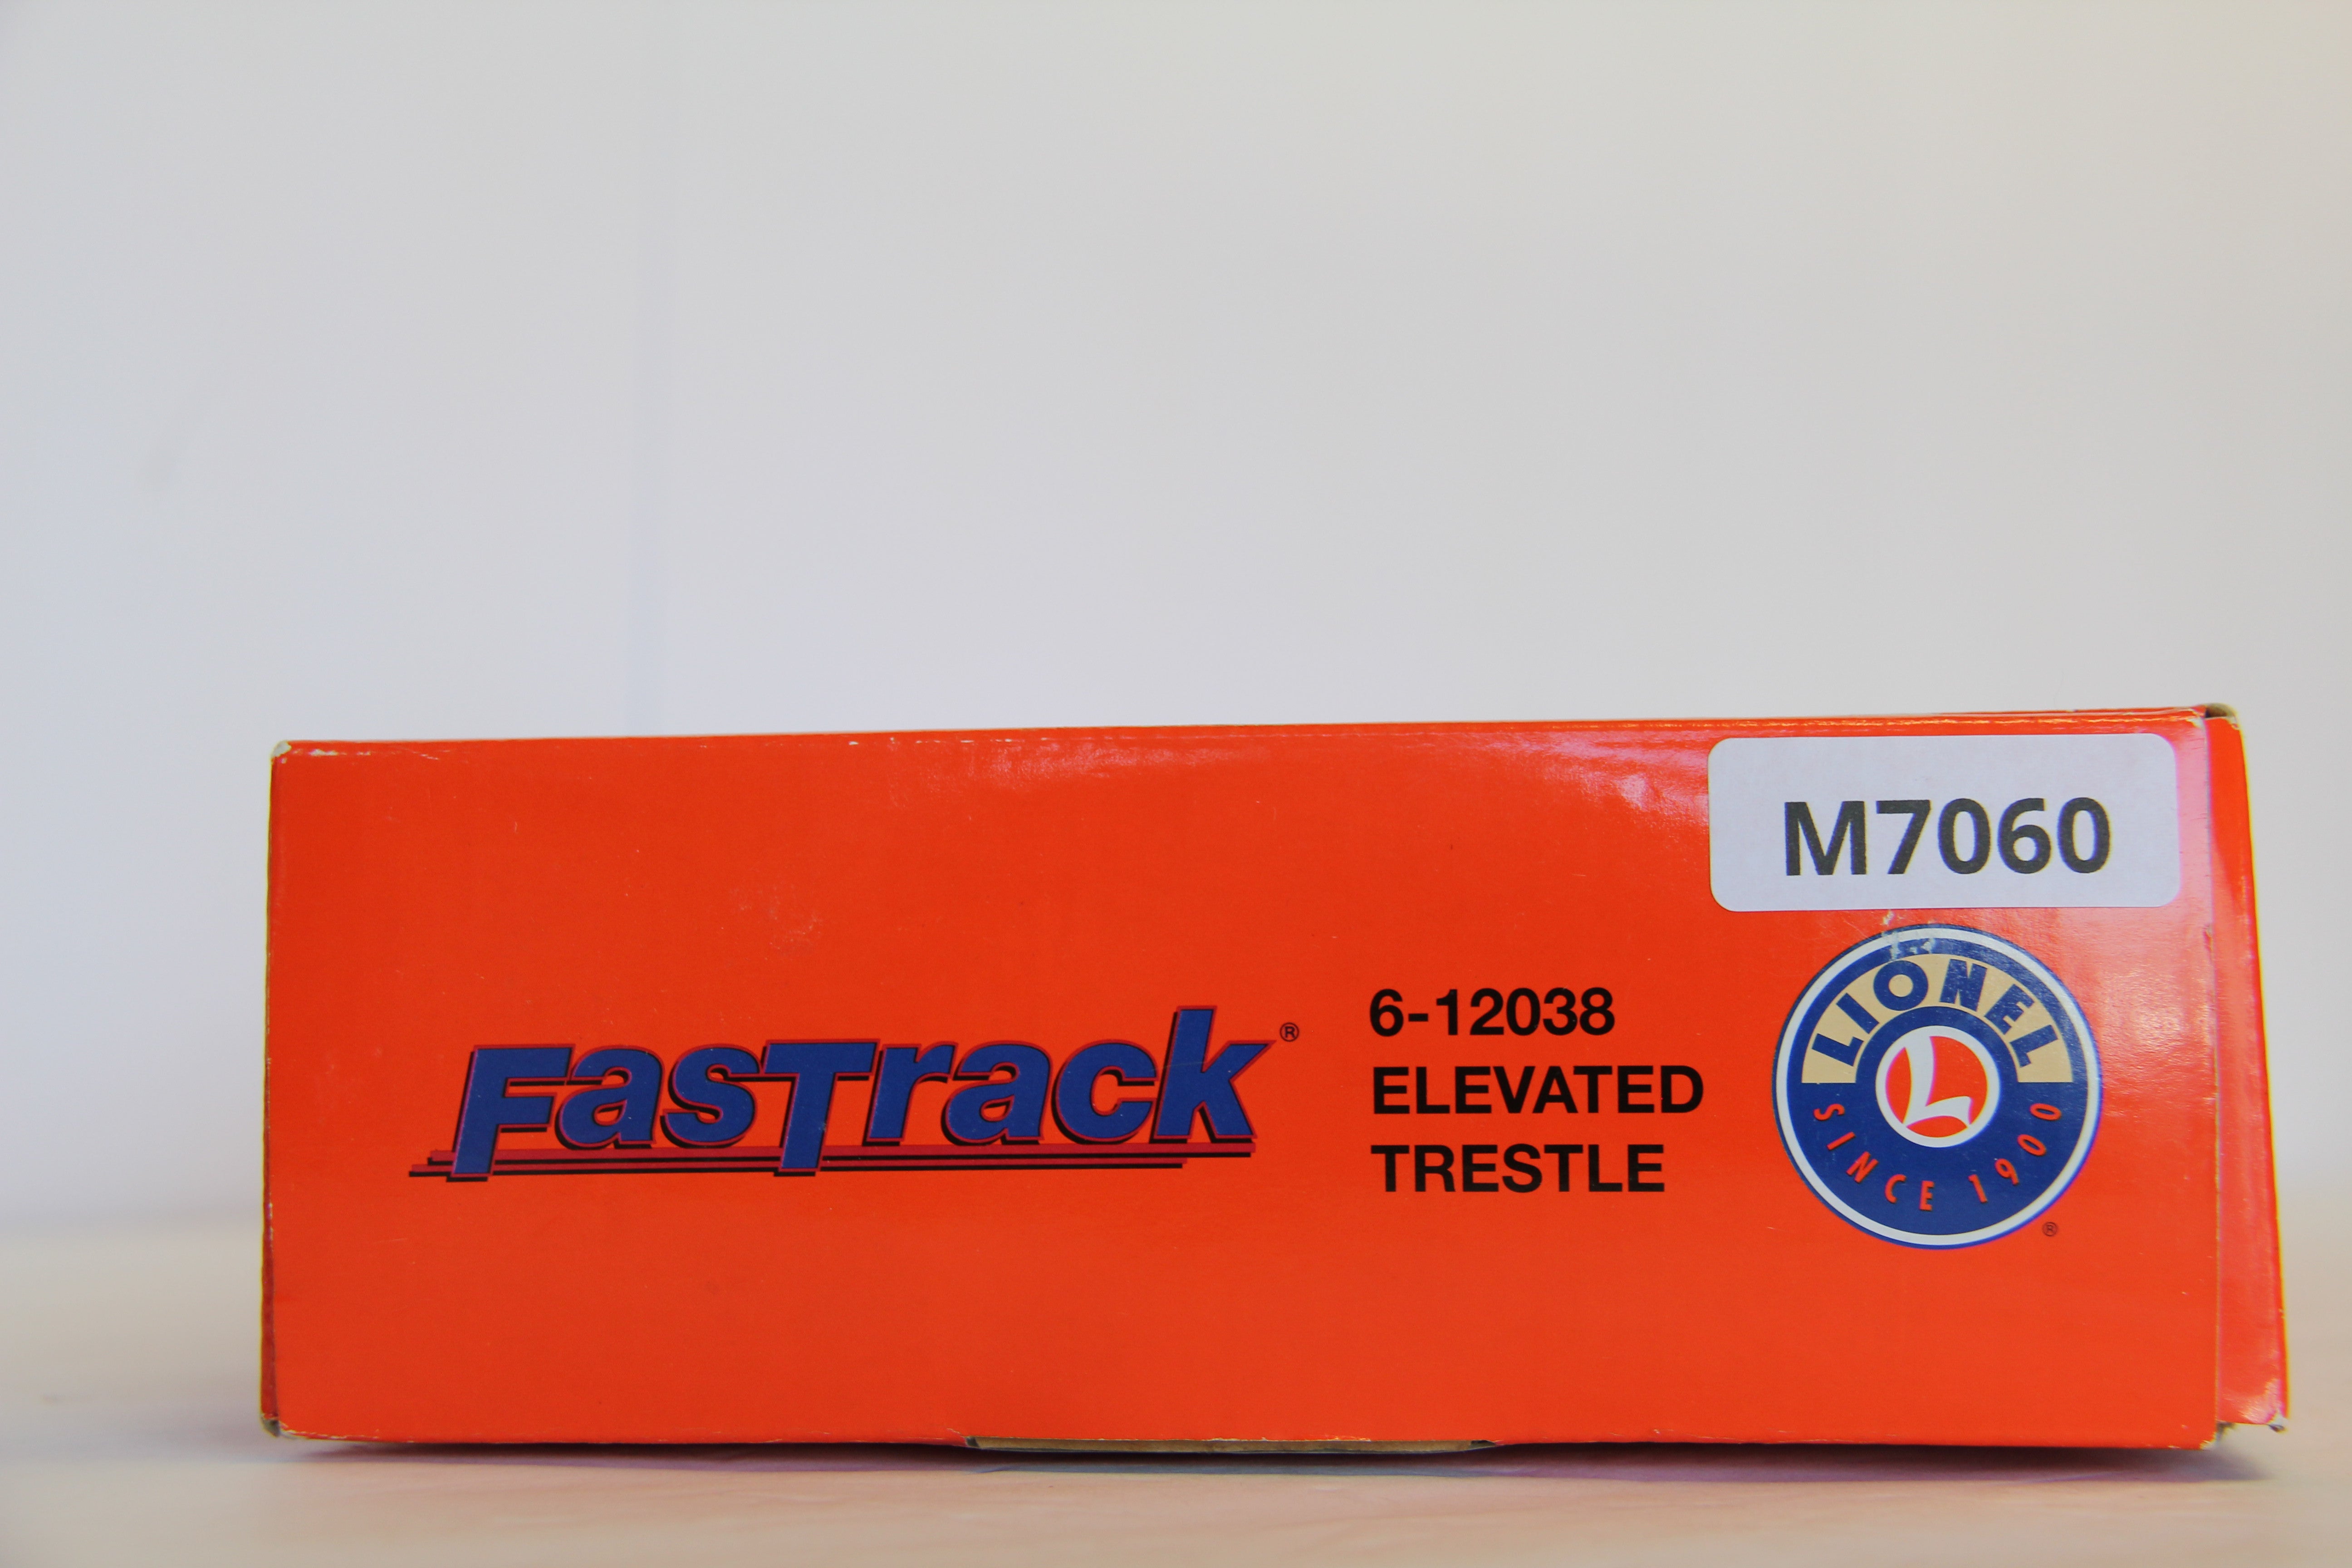 M7060
FasTrack®
6-12038
ELEVATED
TRESTLE
LIONEL
L
SINCE 1900
®